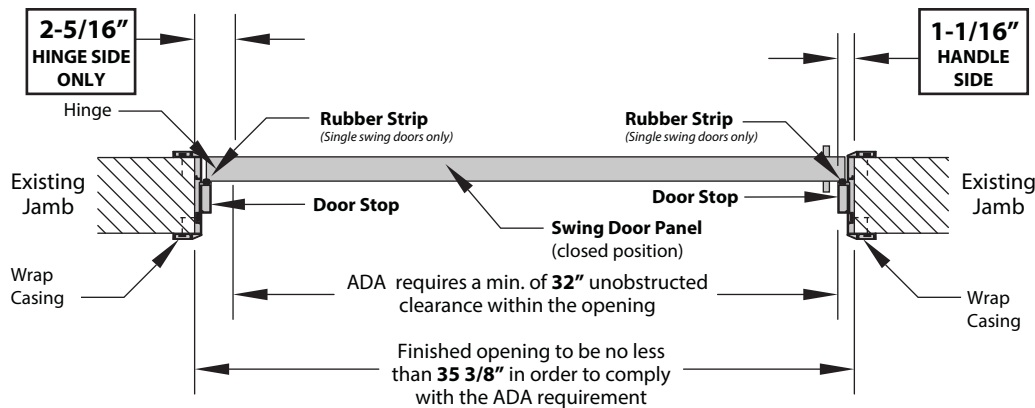 2-5/16”
HINGE SIDE
ONLY
1-1/16”
HANDLE
SIDE
Hinge
Rubber Strip
(Single swing doors only)
Rubber Strip
(Single swing doors only)
Existing
Jamb
Existing
Jamb
Door Stop
Door Stop
Swing Door Panel
(closed position)
Wrap
Casing
Wrap
Casing
ADA requires a min. of 32” unobstructed
clearance within the opening
Finished opening to be no less
than 35 3/8” in order to comply
with the ADA requirement